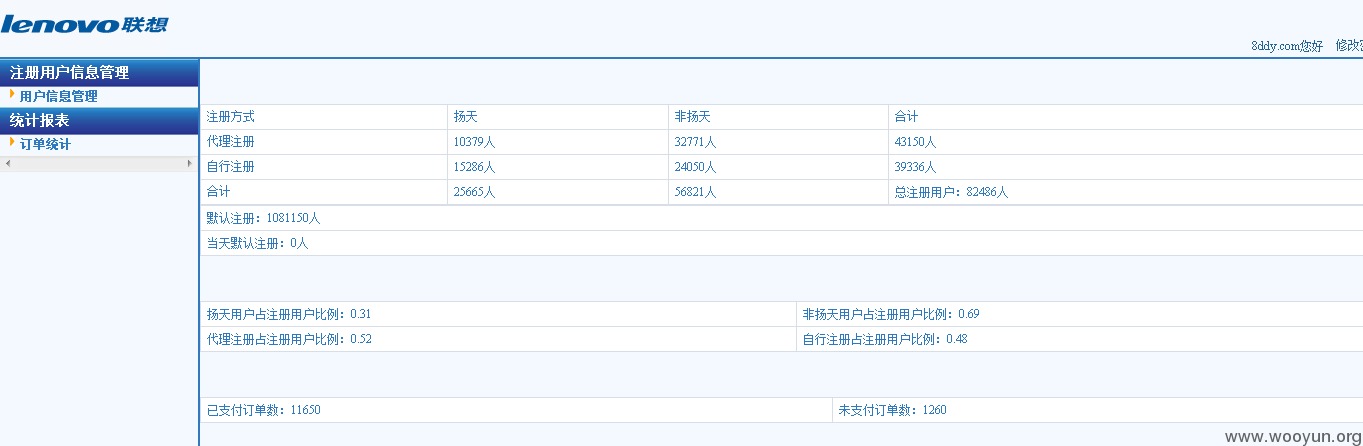 lenovo联想
8ddy.com您好 修改
注册用户信息管理
用户信息管理
统计报表
订单统计
注册方式 扬天 非扬天 合计
代理注册 10379人 32771人 43150人
自行注册 15286人 24050人 39336人
合计 25665人 56821人 总注册用户：82486人
默认注册：1081150人
当天默认注册：0人
扬天用户占注册用户比例：0.31 非扬天用户占注册用户比例：0.69
代理注册占注册用户比例：0.52 自行注册占注册用户比例：0.48
已支付订单数：11650 未支付订单数：1260
www.wooyun.org